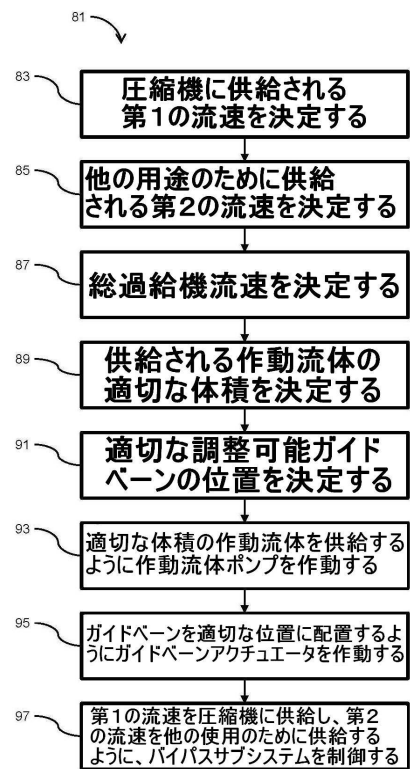 81
83
圧縮機に供給される
第1の流速を決定する
85
他の用途のために供給
される第2の流速を決定する
87
総過給機流速を決定する
89
供給される作動流体の
適切な体積を決定する
91
適切な調整可能ガイド
ベーンの位置を決定する
93
適切な体積の作動流体を供給する
ように作動流体ポンプを作動する
95
ガイドベーンを適切な位置に配置するよ
うにガイドベーンアクチュエータを作動する
97
第1の流速を圧縮機に供給し、第2
の流速を他の使用のために供給する
ように、バイパスサブシステムを制御する